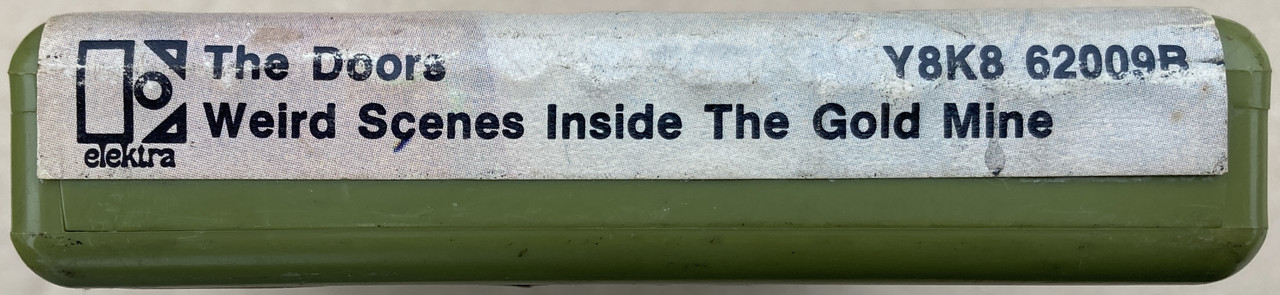 The Doors Y8K8 62009B
Weird Scenes Inside The Gold Mine
elektra